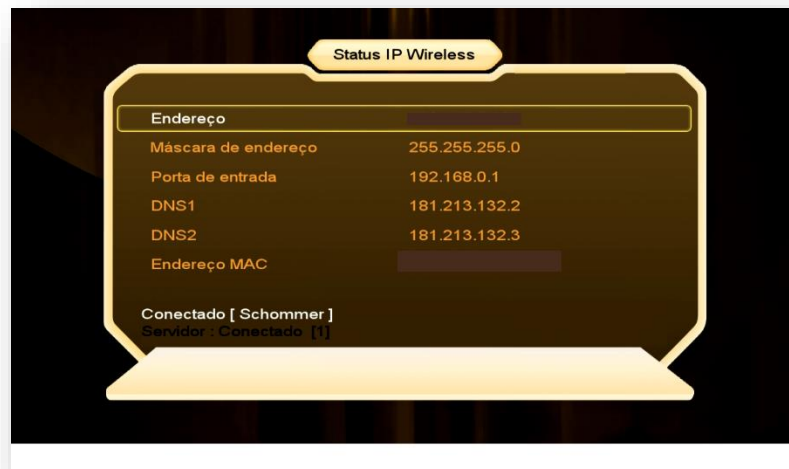 Status IP Wireless
Endereço
Máscara de endereço 255.255.255.0
Porta de entrada 192.168.0.1
DNS1 181.213.132.2
DNS2 181.213.132.3
Endereço MAC
Conectado [ Schommer ]
Servidor : Conectado [1]